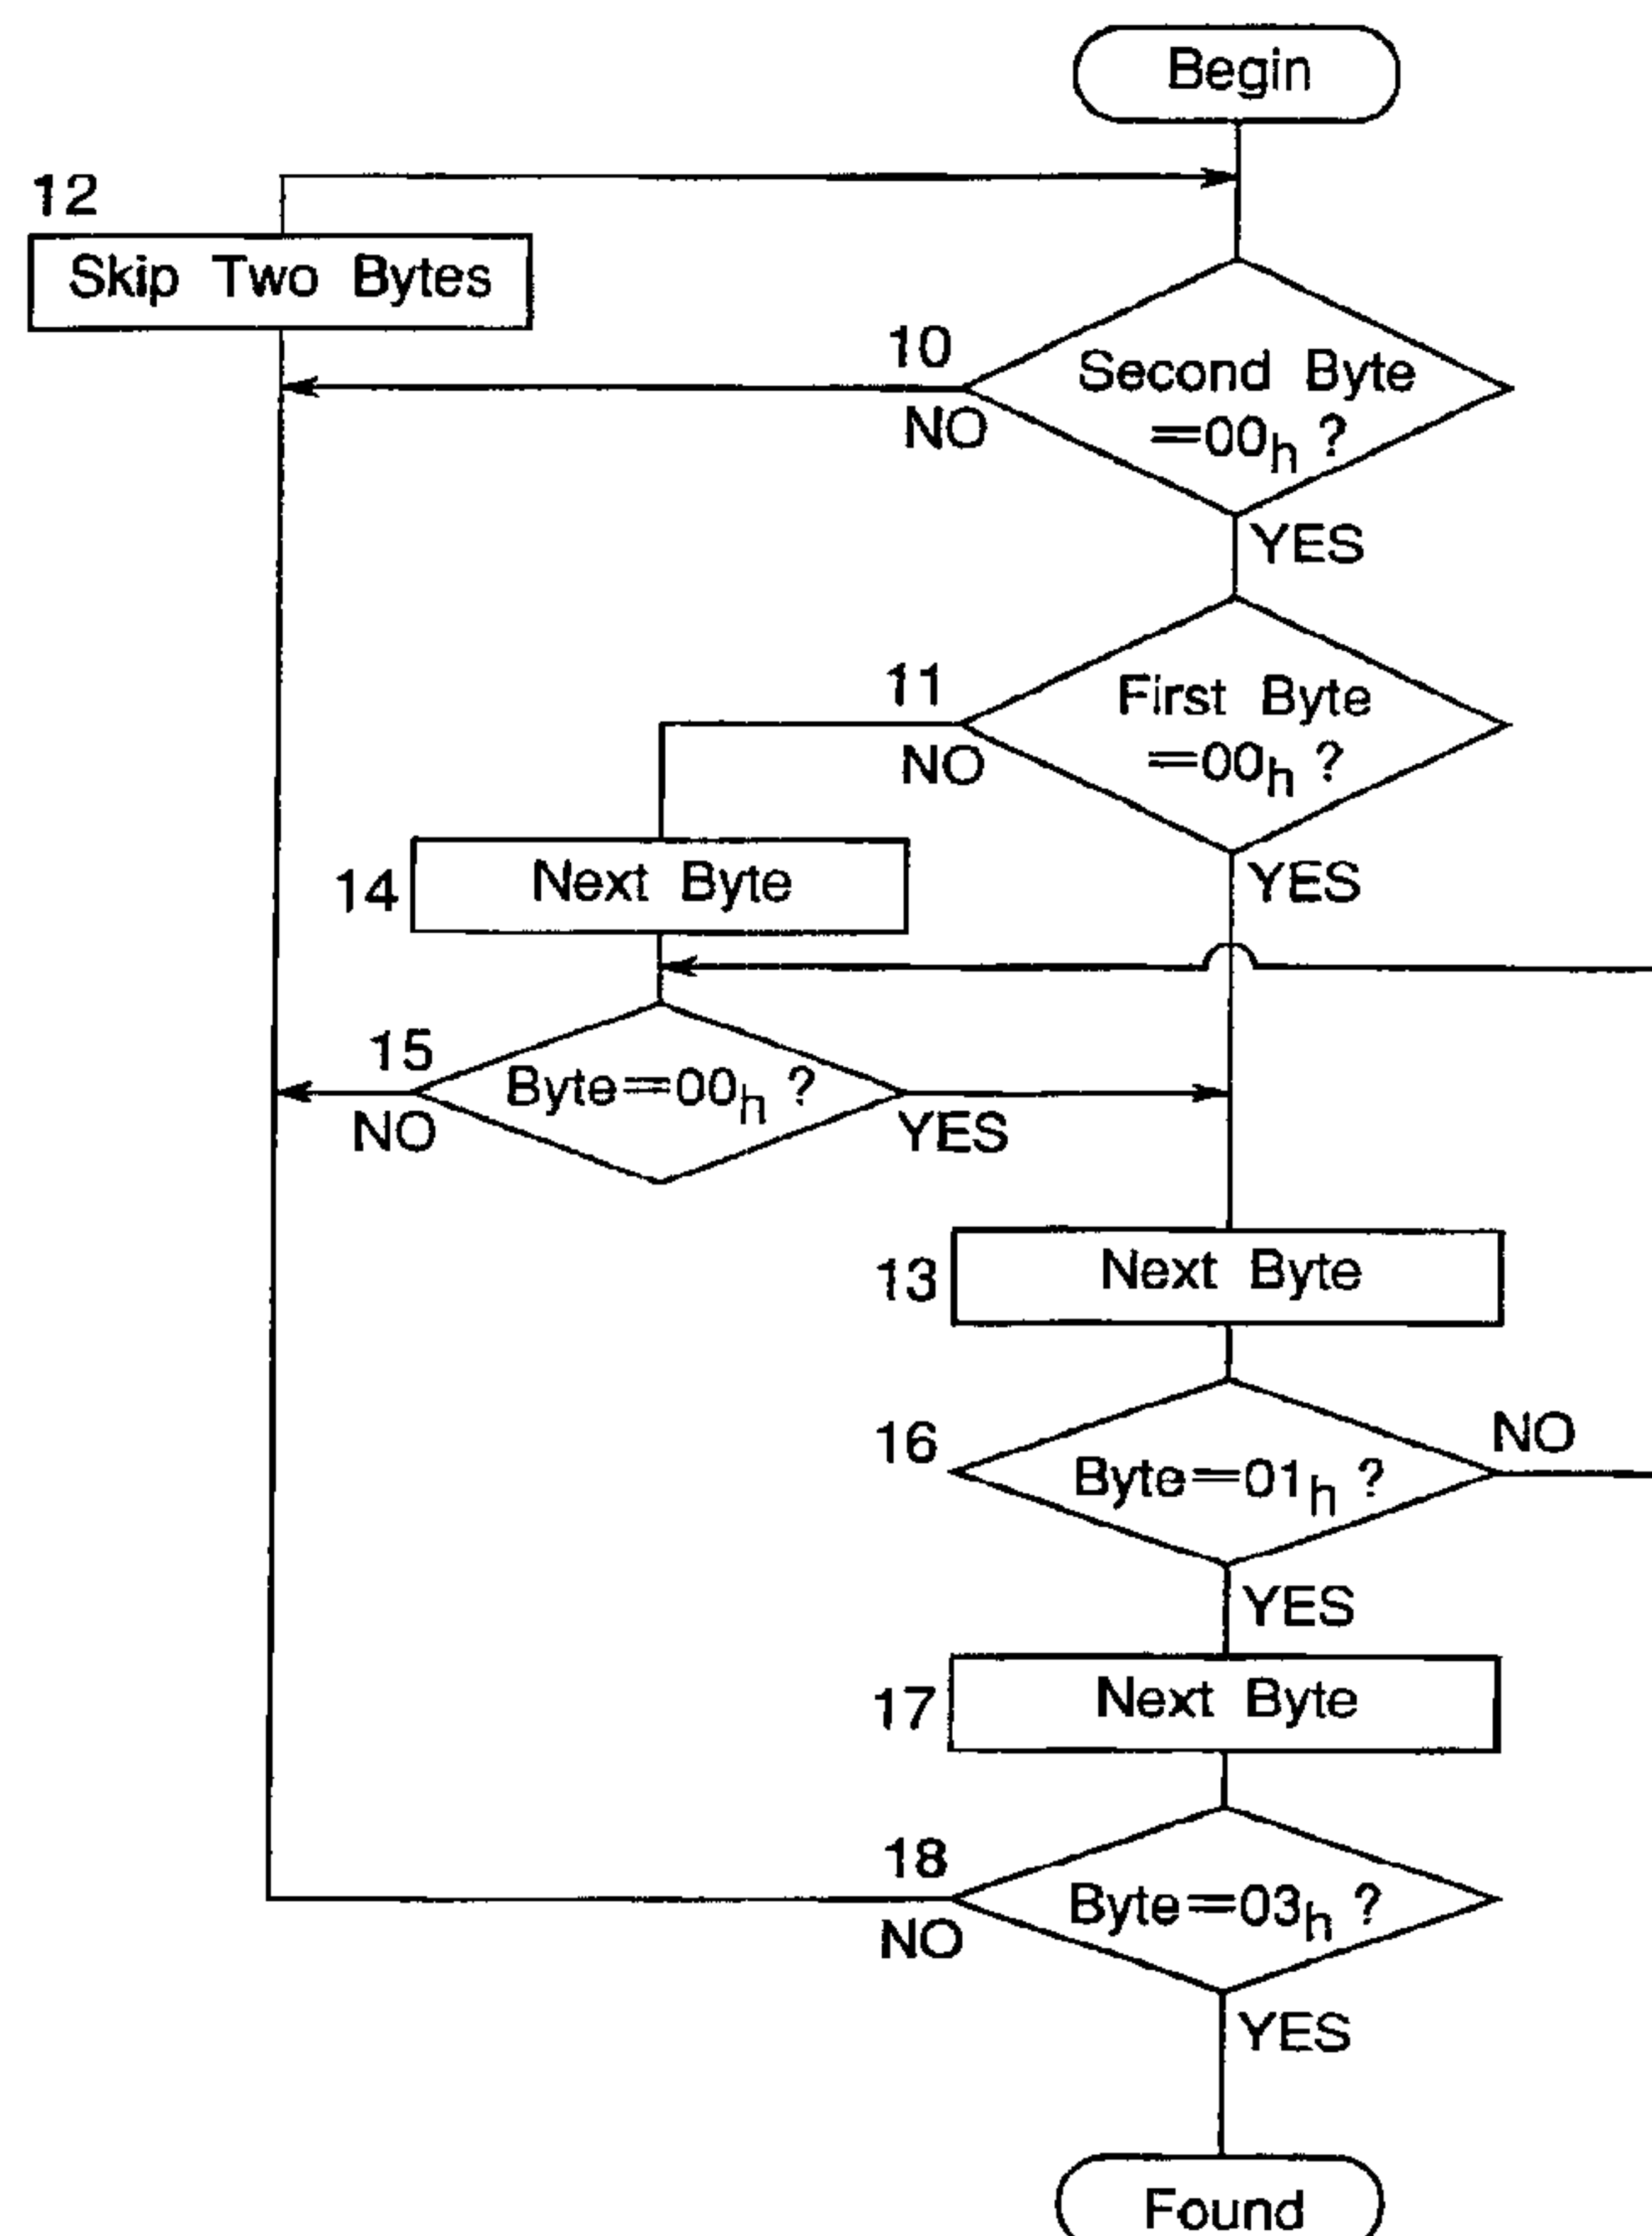 Begin
12
Skip Two Bytes
10
Second Byte
=00h ?
NO
YES
11
First Byte
=00h ?
NO
YES
14
Next Byte
15
Byte=00h ?
NO
YES
13
Next Byte
16
Byte=01h ?
NO
YES
17
Next Byte
18
Byte=03h ?
NO
YES
Found